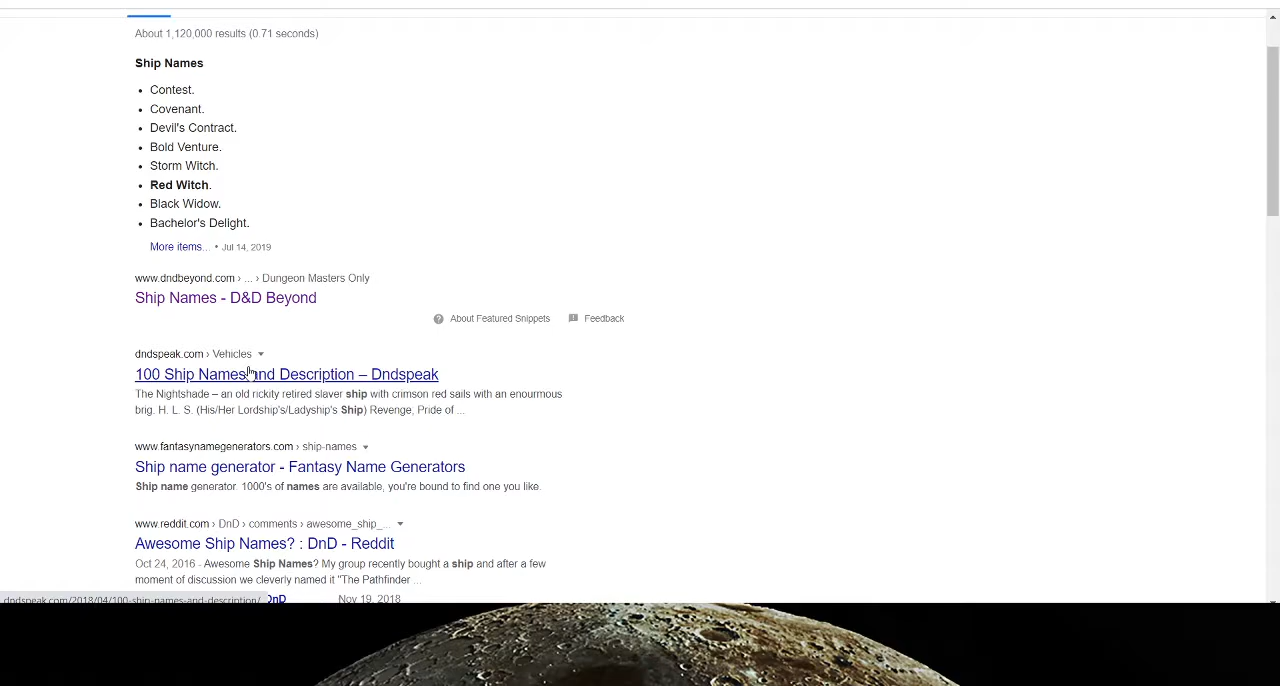 About 1,120,000 results (0.71 seconds)
Ship Names
• Contest.
• Covenant.
• Devil's Contract.
• Bold Venture.
• Storm Witch.
• Red Witch.
• Black Widow.
• Bachelor's Delight.
More items... • Jul 14, 2019
www.dndbeyond.com › ... › Dungeon Masters Only
Ship Names - D&D Beyond
About Featured Snippets Feedback
dndspeak.com › Vehicles
100 Ship Names and Description – Dndspeak
The Nightshade – an old rickity retired slaver ship with crimson red sails with an enourmous
brig. H. L. S. (His/Her Lordship's/Ladyship's Ship) Revenge, Pride of ...
www.fantasynamegenerators.com › ship-names
Ship name generator - Fantasy Name Generators
Ship name generator. 1000's of names are available, you're bound to find one you like.
www.reddit.com › DnD › comments › awesome_ship_...
Awesome Ship Names? : DnD - Reddit
Oct 24, 2016 - Awesome Ship Names? My group recently bought a ship and after a few
moment of discussion we cleverly named it "The Pathfinder ...
dndspeak.com/2018/04/100-ship-names-and-description/ DnD Nov 19, 2018